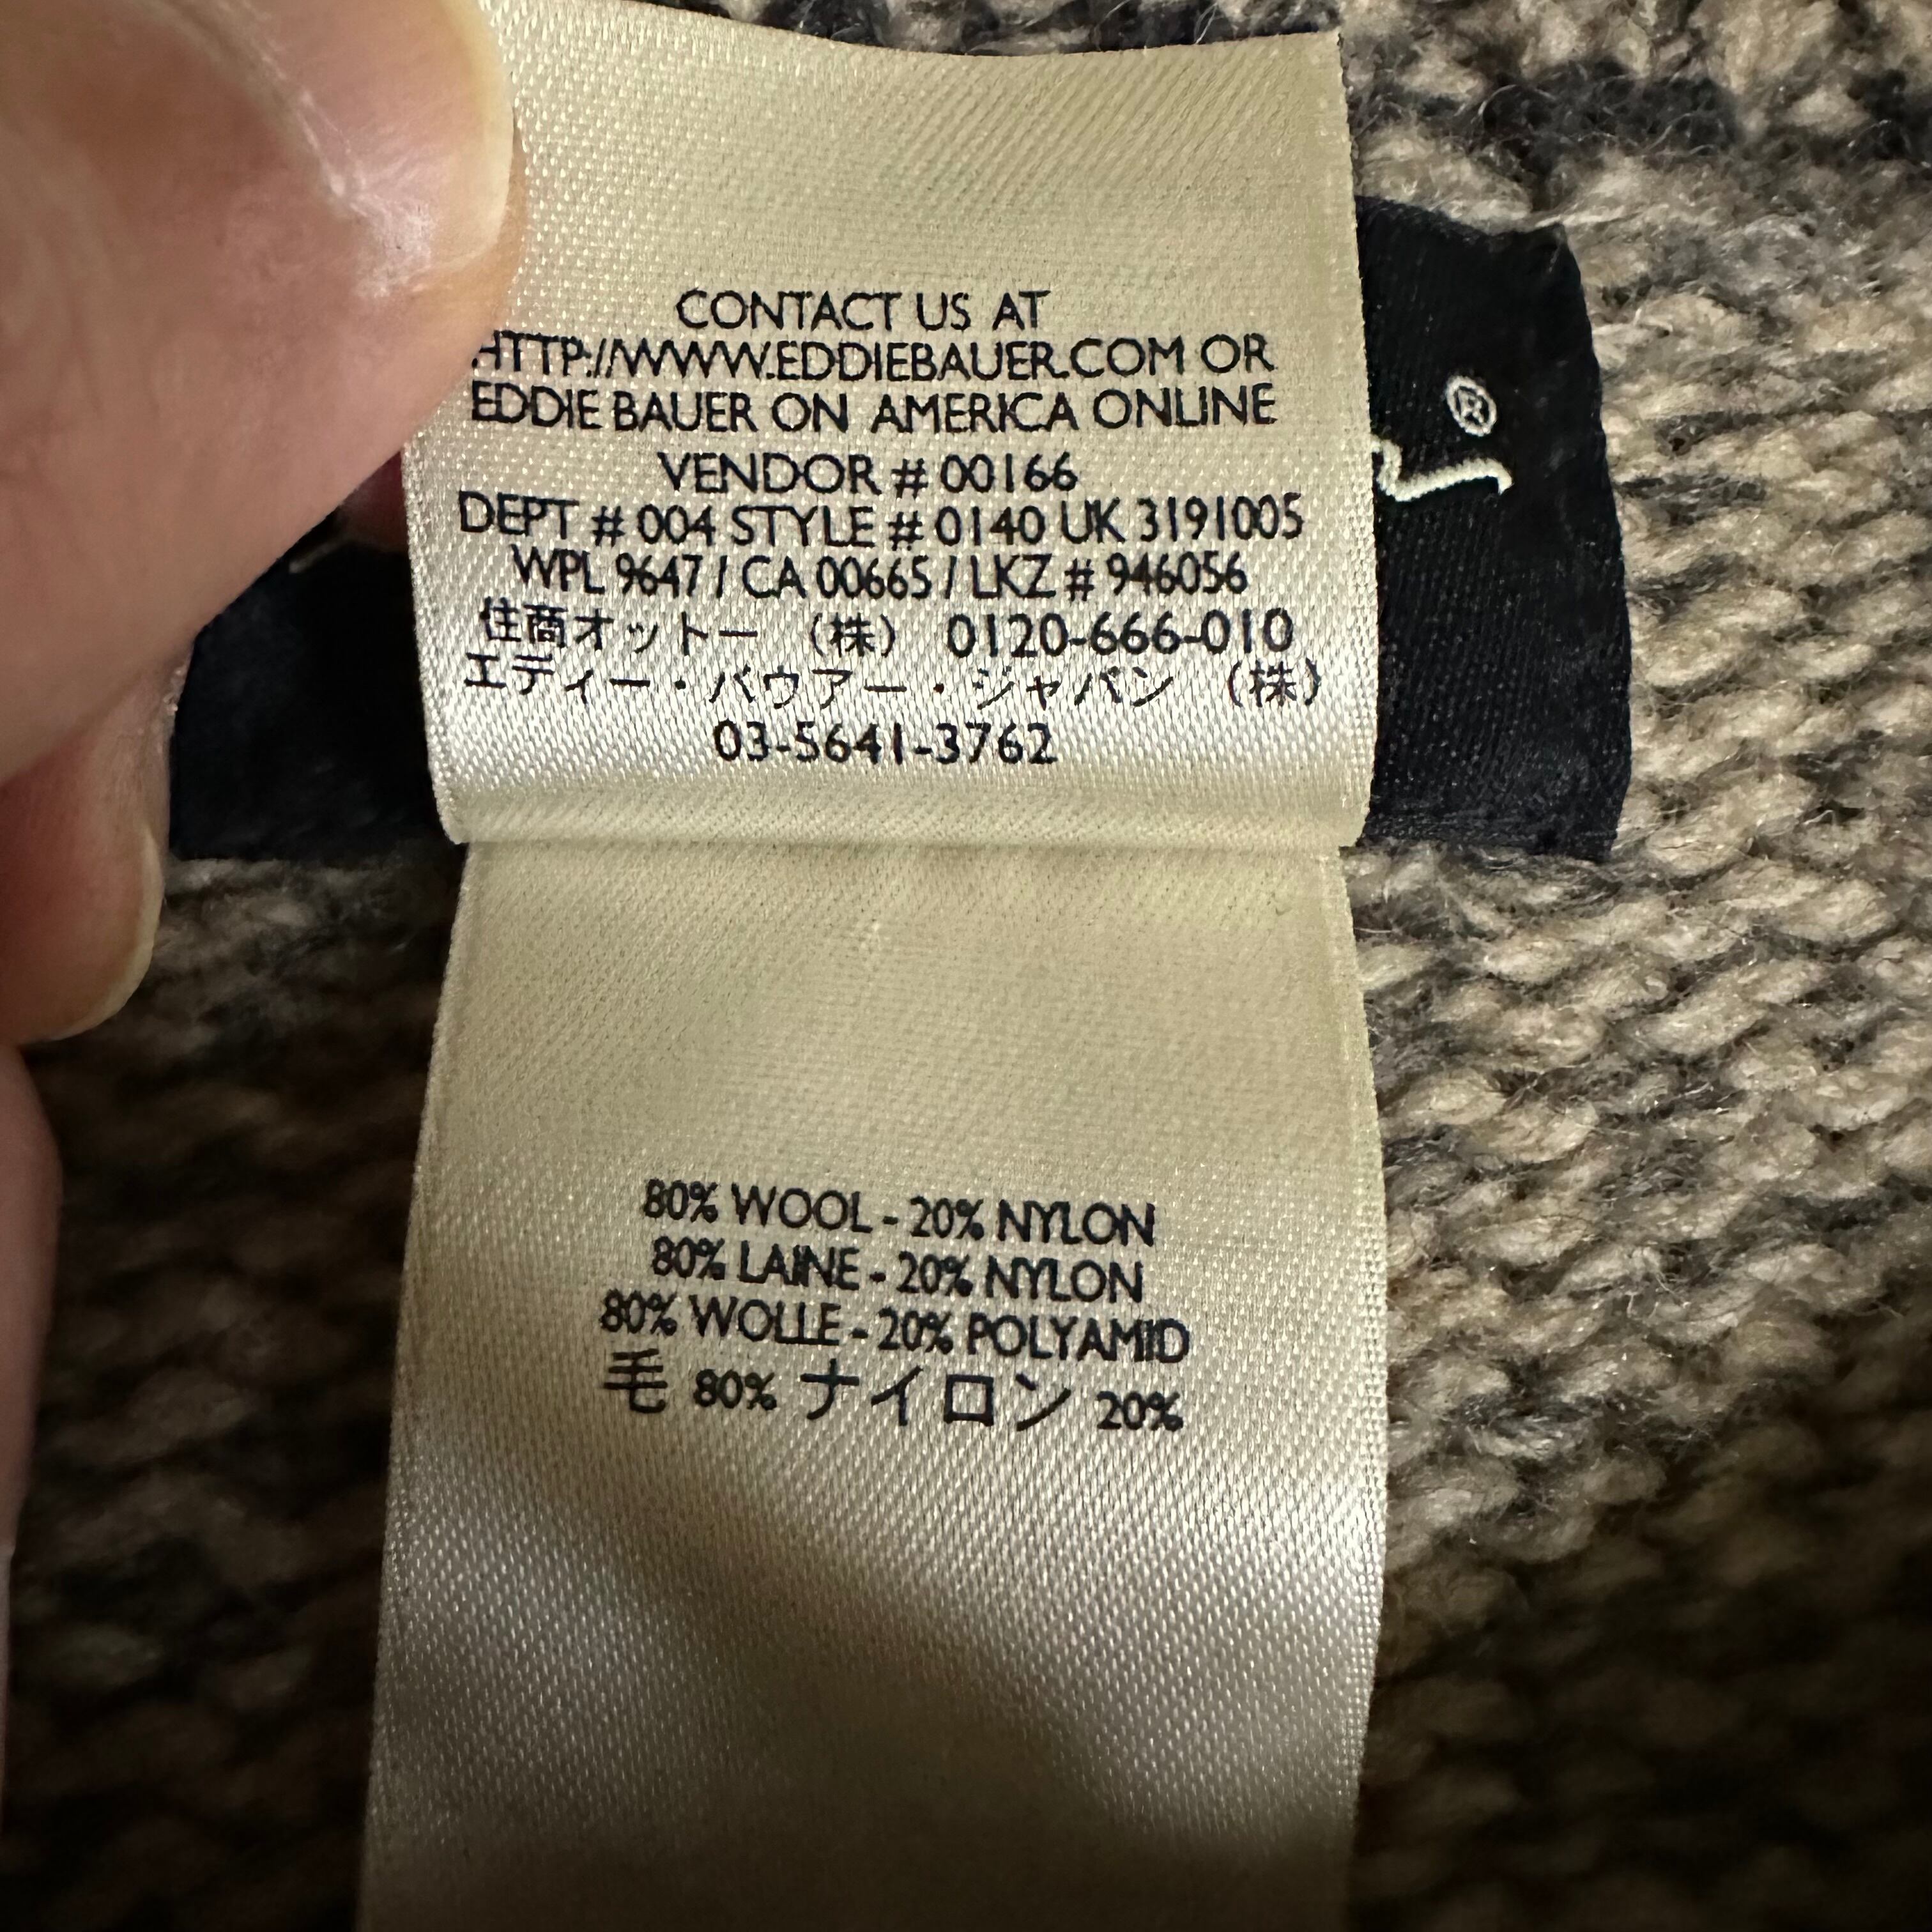 CONTACT US AT
HTTP://WWW.EDDIEBAUER.COM OR
EDDIE BAUER ON AMERICA ONLINE
VENDOR # 00166
DEPT # 004 STYLE # 0140 UK 3191005
WPL 9647 / CA 00665 / LKZ # 946056
住商オットー (株) 0120-666-010
エディー・バウアー・ジャパン (株)
03-5641-3762
®
80% WOOL - 20% NYLON
80% LAINE - 20% NYLON
80% WOLLE - 20% POLYAMID
毛 80% ナイロン 20%